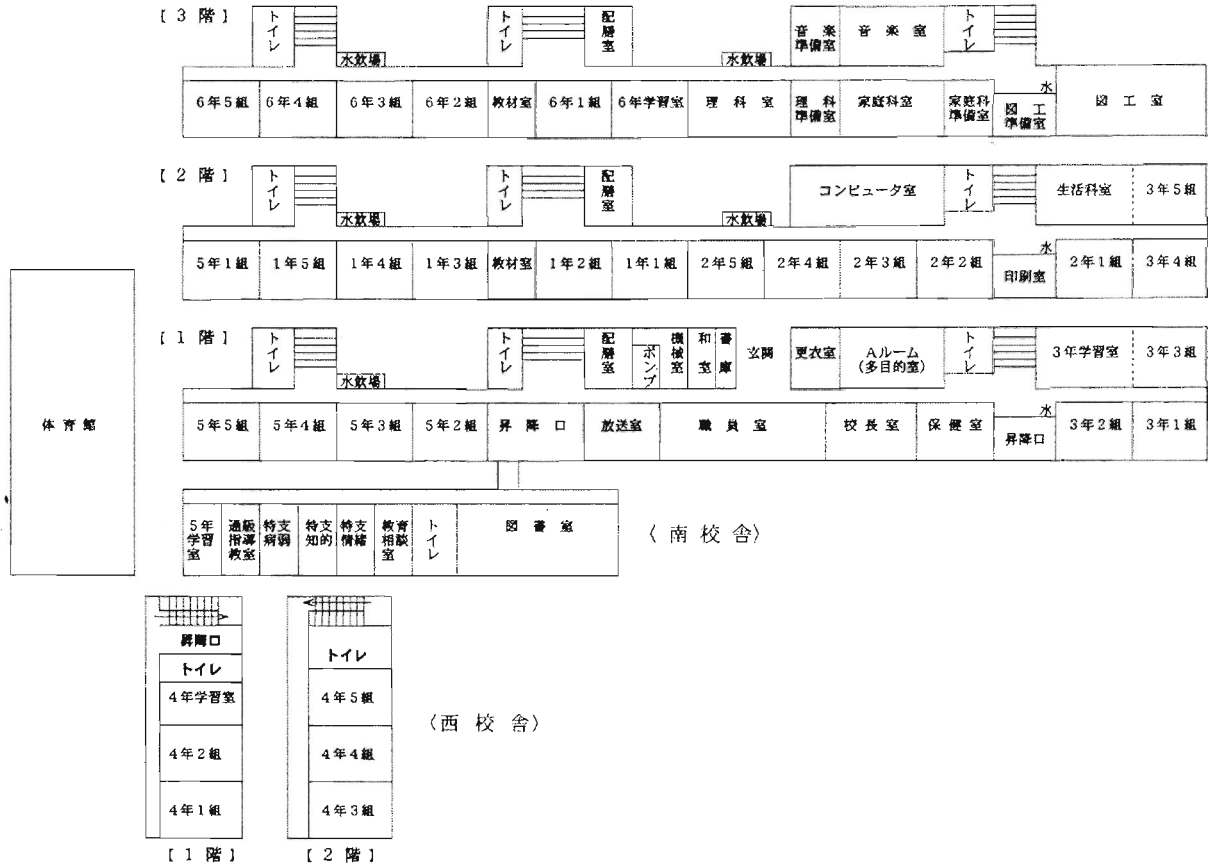 [3階]
トイレ
配膳室
音楽準備室
音楽室
トイレ
水飲場
水飲場
6年5組
6年4組
6年3組
6年2組
教材室
6年1組
6年学習室
理科室
理科準備室
家庭科室
家庭科準備室
水
図工準備室
図工室
トイレ
[2階]
トイレ
トイレ
配膳室
コンピュータ室
トイレ
生活科室
3年5組
水飲場
水飲場
5年1組
1年5組
1年4組
1年3組
教材室
1年2組
1年1組
2年5組
2年4組
2年3組
2年2組
水
印刷室
2年1組
3年4組
[1階]
トイレ
トイレ
配膳室
ポンプ
機械室
和室
書庫
玄関
更衣室
Aルーム
(多目的室)
トイレ
3年学習室
3年3組
水飲場
体育館
5年5組
5年4組
5年3組
5年2組
昇降口
放送室
職員室
校長室
保健室
水
昇降口
3年2組
3年1組
5年学習室
通級指導教室
特支病弱
特支知的
特支情緒
教育相談室
トイレ
図書室
〈南校舎〉
昇降口
トイレ
4年学習室
4年2組
4年1組
[1階]
トイレ
4年5組
4年4組
4年3組
[2階]
〈西校舎〉